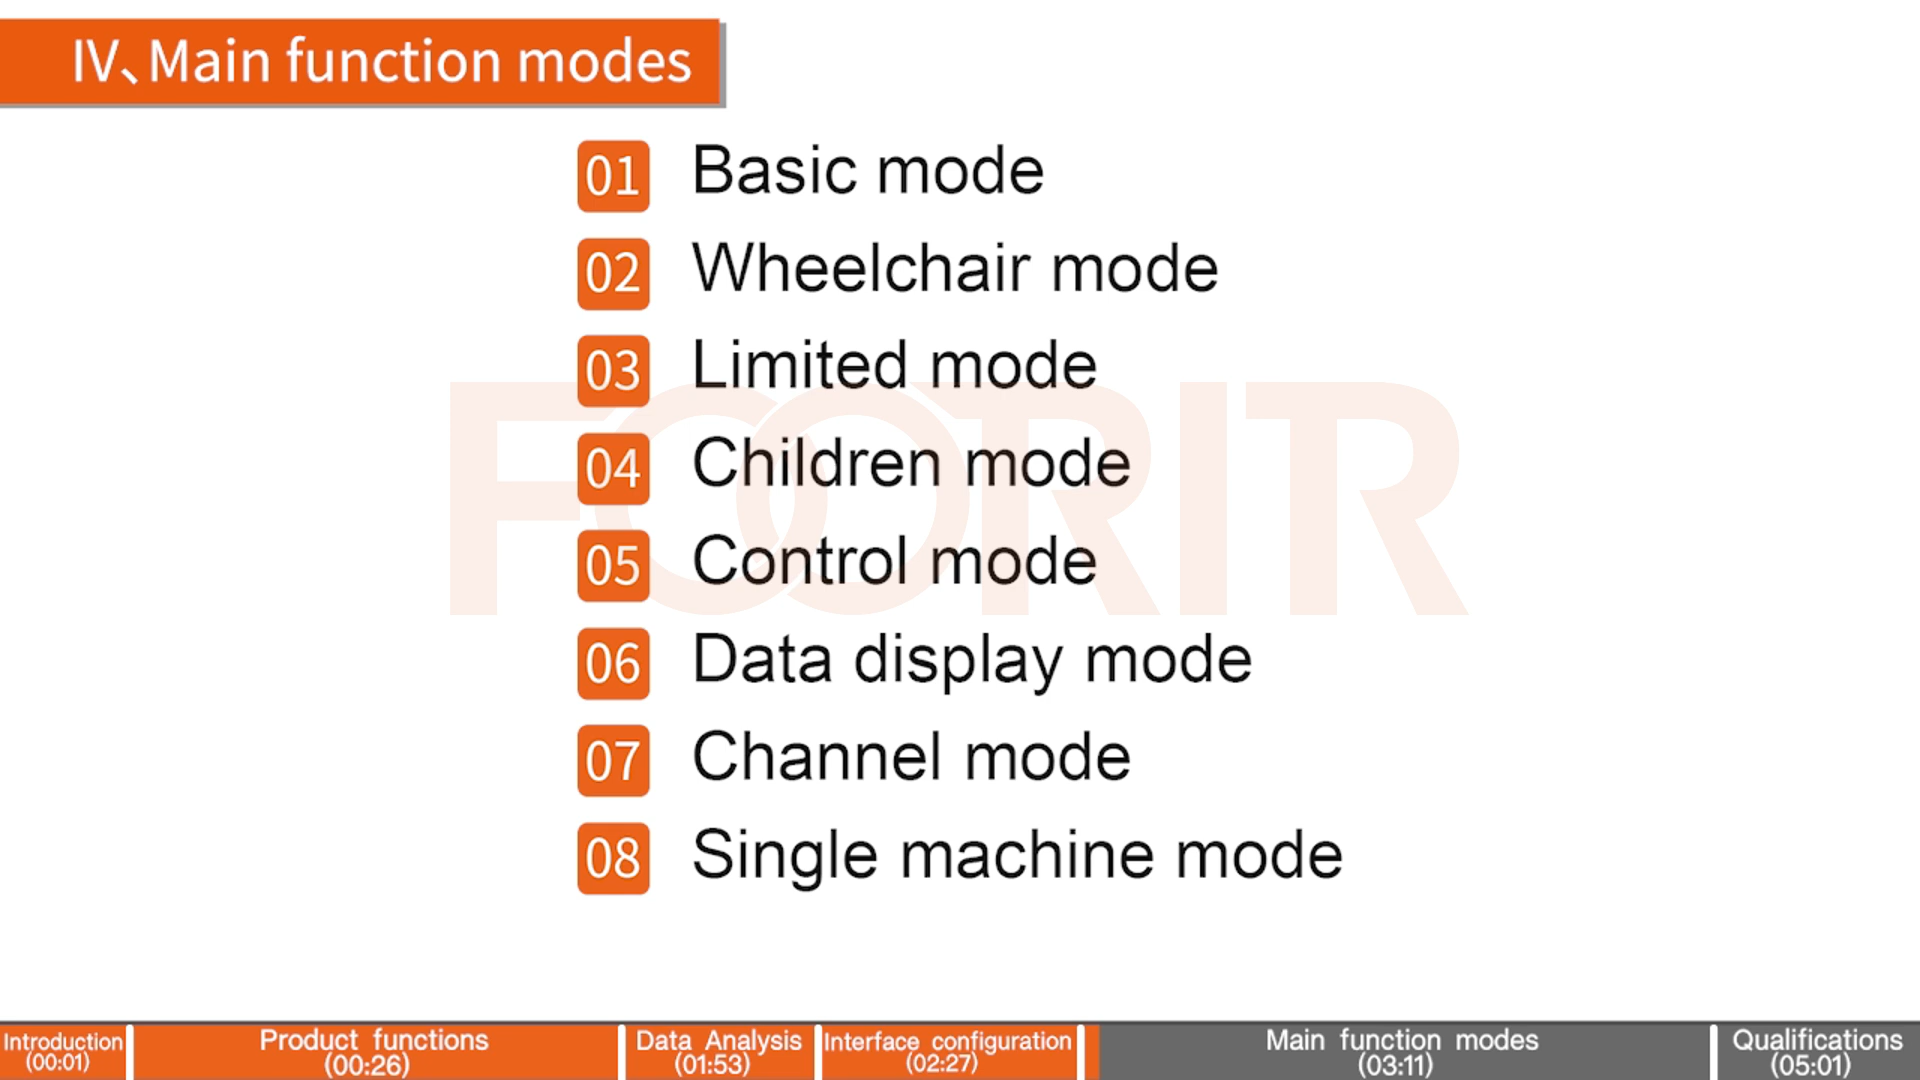 Ⅳ、Main function modes
01 Basic mode
02 Wheelchair mode
03 Limited mode
04 Children mode
05 Control mode
06 Data display mode
07 Channel mode
08 Single machine mode
FOORIR
Introduction
(00:01)
Product functions
(00:26)
Data Analysis
(01:53)
Interface configuration
(02:27)
Main function modes
(03:11)
Qualifications
(05:01)